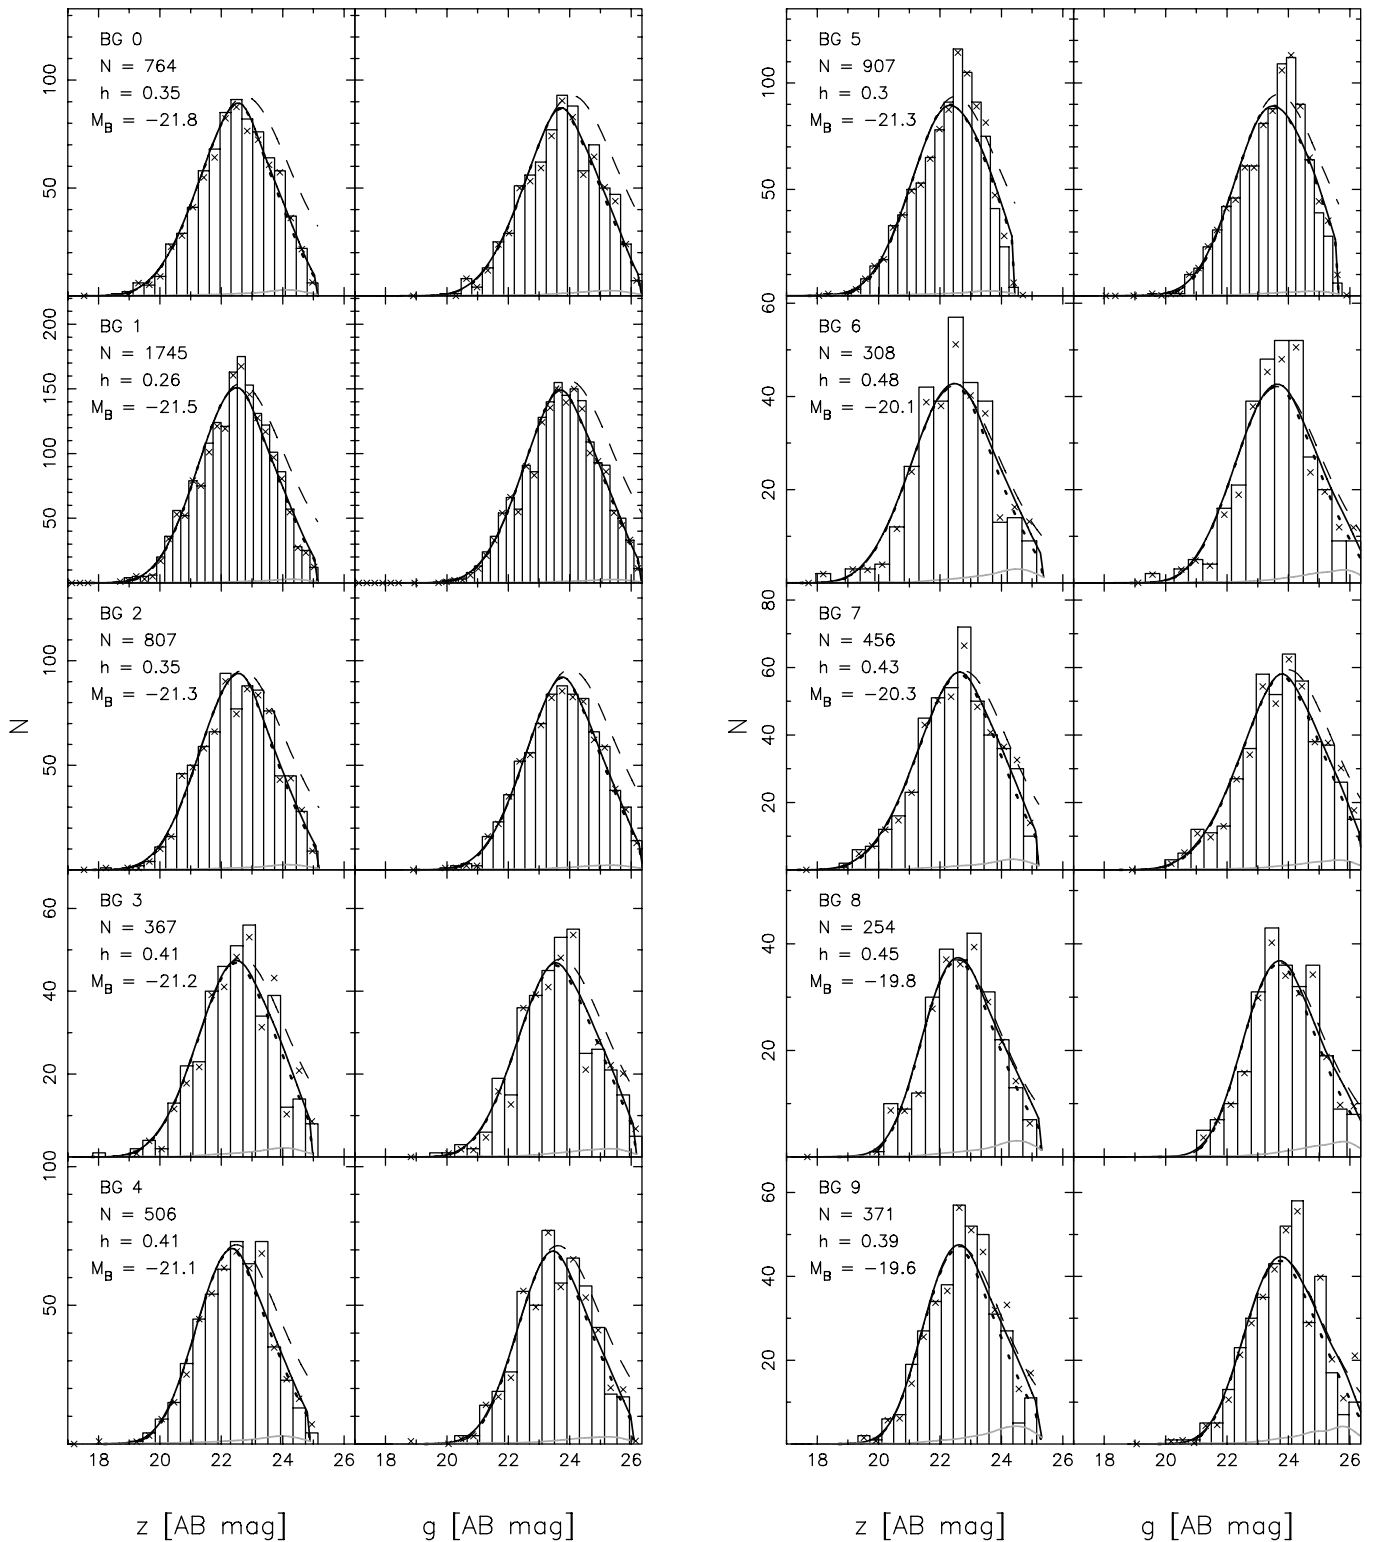 BG 0
N = 764
h = 0.35
M_B = −21.8
50
100
BG 1
N = 1745
h = 0.26
M_B = −21.5
50
100
150
200
BG 2
N = 807
h = 0.35
M_B = −21.3
50
100
BG 3
N = 367
h = 0.41
M_B = −21.2
0
20
40
60
BG 4
N = 506
h = 0.41
M_B = −21.1
50
100
N
18 20 22 24 26
18 20 22 24 26
z [AB mag]
g [AB mag]
BG 5
N = 907
h = 0.3
M_B = −21.3
50
100
BG 6
N = 308
h = 0.48
M_B = −20.1
20
40
60
BG 7
N = 456
h = 0.43
M_B = −20.3
20
40
60
80
BG 8
N = 254
h = 0.45
M_B = −19.8
20
40
BG 9
N = 371
h = 0.39
M_B = −19.6
20
40
60
N
18 20 22 24 26
18 20 22 24 26
z [AB mag]
g [AB mag]